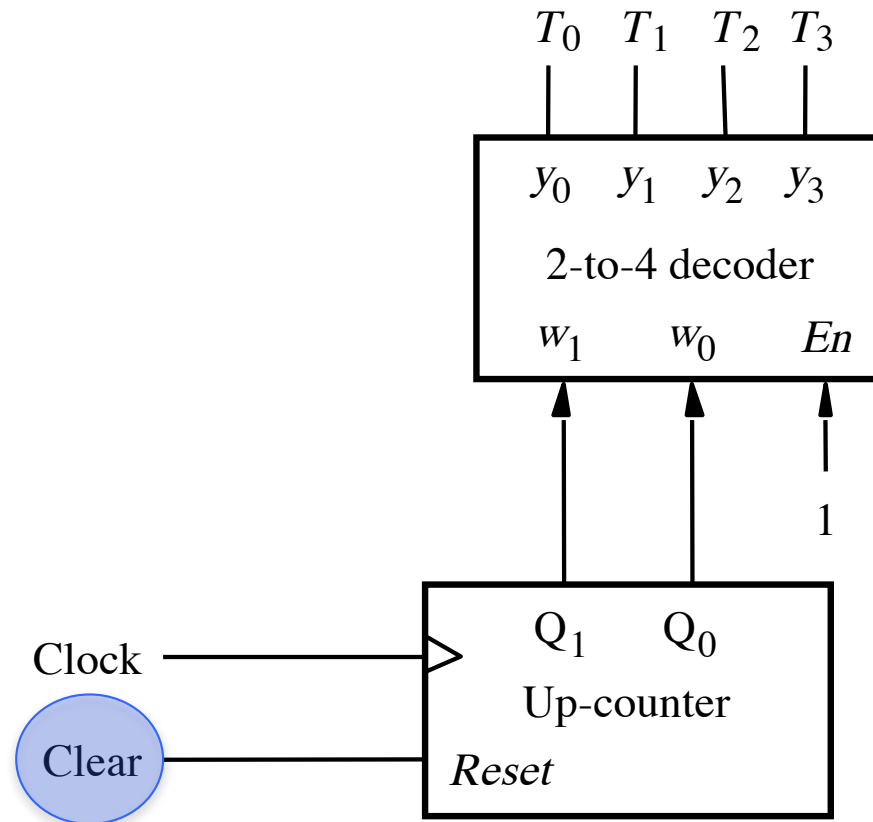 T0 T1 T2 T3
y0 y1 y2 y3
2-to-4 decoder
w1 w0 En
1
Q1 Q0
Clock
Up-counter
Clear
Reset